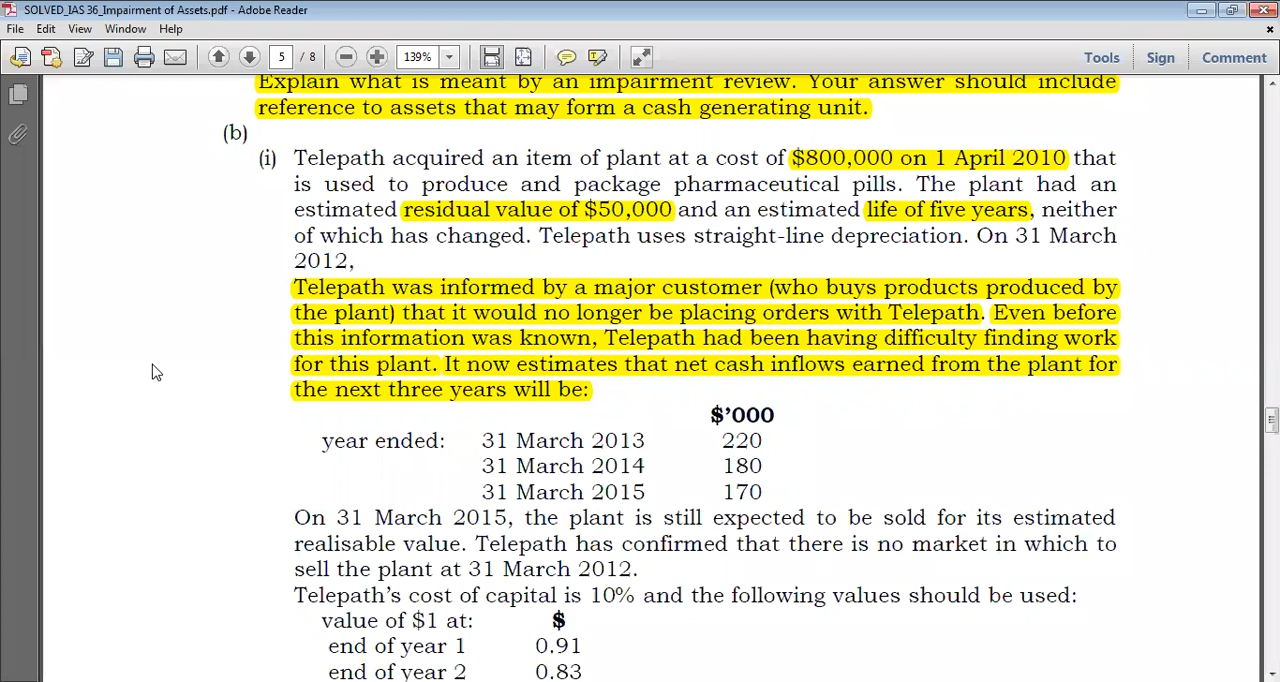 SOLVED_IAS 36_Impairment of Assets.pdf - Adobe Reader
File Edit View Window Help
5 / 8 139% Tools Sign Comment
Explain what is meant by an impairment review. Your answer should include
reference to assets that may form a cash generating unit.
(b)
(i) Telepath acquired an item of plant at a cost of $800,000 on 1 April 2010 that
is used to produce and package pharmaceutical pills. The plant had an
estimated residual value of $50,000 and an estimated life of five years, neither
of which has changed. Telepath uses straight-line depreciation. On 31 March
2012,
Telepath was informed by a major customer (who buys products produced by
the plant) that it would no longer be placing orders with Telepath. Even before
this information was known, Telepath had been having difficulty finding work
for this plant. It now estimates that net cash inflows earned from the plant for
the next three years will be:
$’000
year ended: 31 March 2013 220
31 March 2014 180
31 March 2015 170
On 31 March 2015, the plant is still expected to be sold for its estimated
realisable value. Telepath has confirmed that there is no market in which to
sell the plant at 31 March 2012.
Telepath’s cost of capital is 10% and the following values should be used:
value of $1 at: $
end of year 1 0.91
end of year 2 0.83